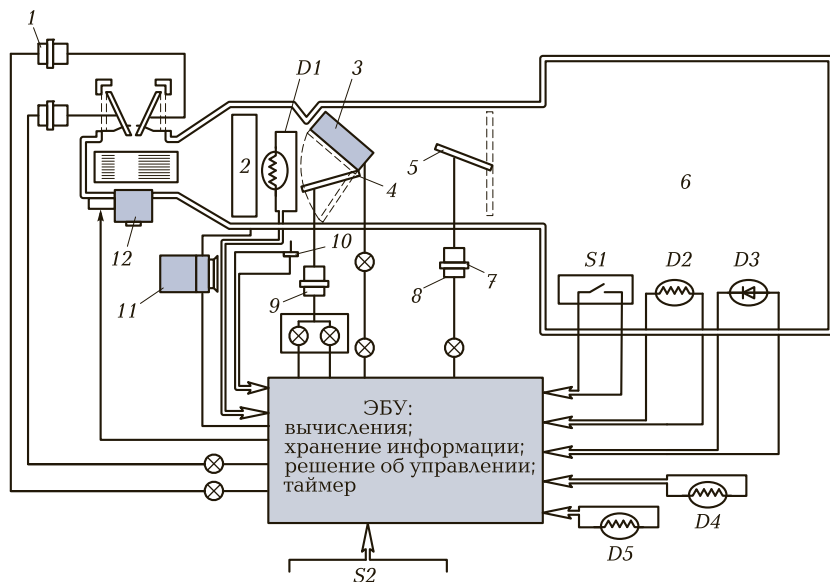 1
D1
3
2
4
5
6
12
11
10
9
8
7
S1
D2
D3
ЭБУ:
вычисления;
хранение информации;
решение об управлении;
таймер
D4
D5
S2